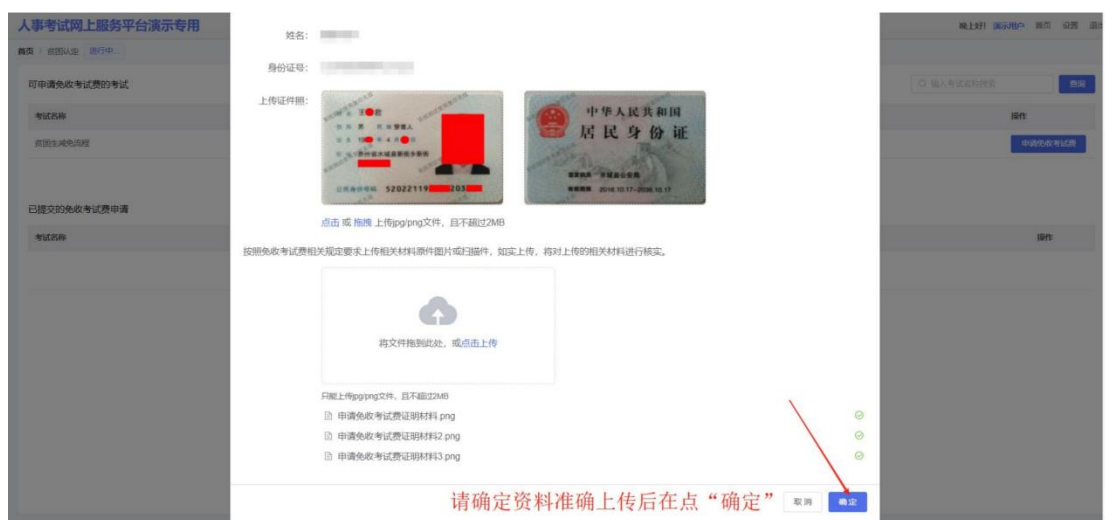 人事考试网上服务平台演示专用
晚上好! 演示用户 首页 设置 退出
首页 / 贫困认定 进行中...
可申请免收考试费的考试
输入考试名称搜索 查询
考试名称 操作
贫困生减免流程 申请免收考试费
已提交的免收考试费申请
考试名称 操作
姓名:
身份证号:
上传证件照:
中华人民共和国
居民身份证
2016.10.17-2036.10.17
公民身份号码 52022119 203
点击 或 拖拽 上传jpg/png文件，且不超过2MB
按照免收考试费相关规定要求上传相关材料原件图片或扫描件，如实上传，将对上传的相关材料进行核实。
将文件拖到此处，或点击上传
只能上传jpg/png文件，且不超过2MB
申请免收考试费证明材料.png
申请免收考试费证明材料2.png
申请免收考试费证明材料3.png
请确定资料准确上传后在点“确定”
取消 确定